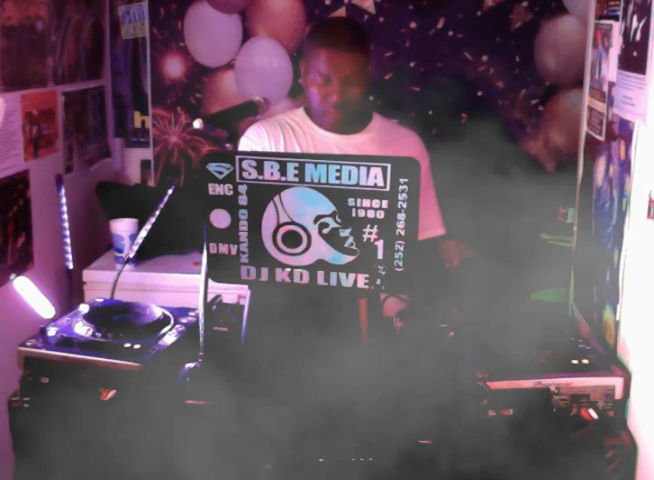 S.B.E MEDIA
ENC
KANDO 84
SINCE
1980
#1
DMV
(252) 268-2531
DJ KD LIVE